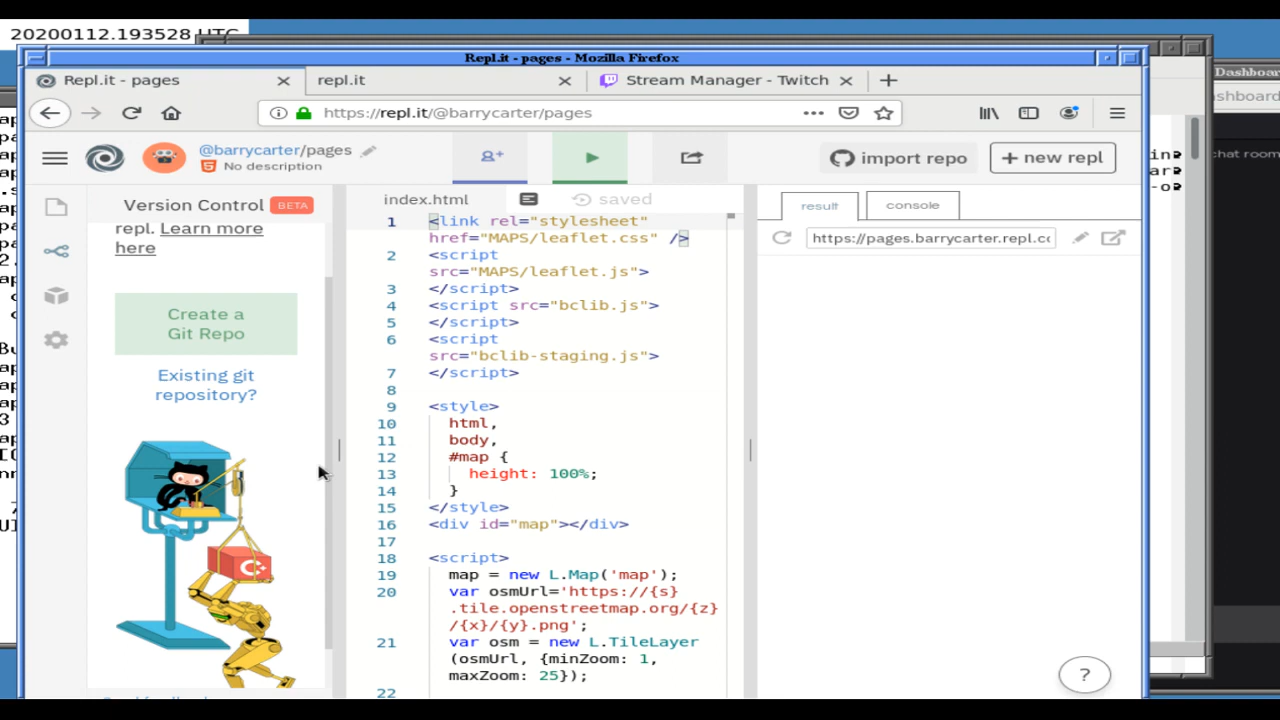 20200112.193528 UTC
Repl.it - pages - Mozilla Firefox
Repl.it - pages
repl.it
Stream Manager - Twitch
https://repl.it/@barrycarter/pages
@barrycarter/pages
No description
import repo
+ new repl
Version Control BETA
repl. Learn more
here
Create a
Git Repo
Existing git
repository?
index.html
saved
1 <link rel="stylesheet"
href="MAPS/leaflet.css" />
2 <script
src="MAPS/leaflet.js">
3 </script>
4 <script src="bclib.js">
5 </script>
6 <script
src="bclib-staging.js">
7 </script>
8
9 <style>
10 html,
11 body,
12 #map {
13 height: 100%;
14 }
15 </style>
16 <div id="map"></div>
17
18 <script>
19 map = new L.Map('map');
20 var osmUrl='https://{s}
.tile.openstreetmap.org/{z}
/{x}/{y}.png';
21 var osm = new L.TileLayer
(osmUrl, {minZoom: 1,
maxZoom: 25});
22
result
console
https://pages.barrycarter.repl.cc
?
Dashboar
shboard
chat room